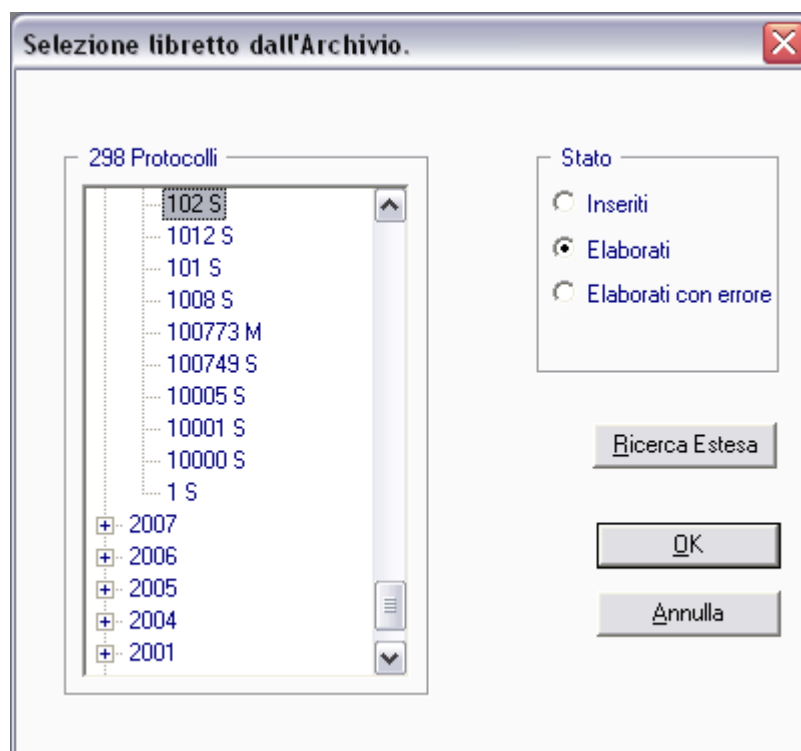 Selezione libretto dall'Archivio.
298 Protocolli
102 S
1012 S
101 S
1008 S
100773 M
100749 S
10005 S
10001 S
10000 S
1 S
2007
2006
2005
2004
2001
Stato
Inseriti
Elaborati
Elaborati con errore
Ricerca Estesa
OK
Annulla